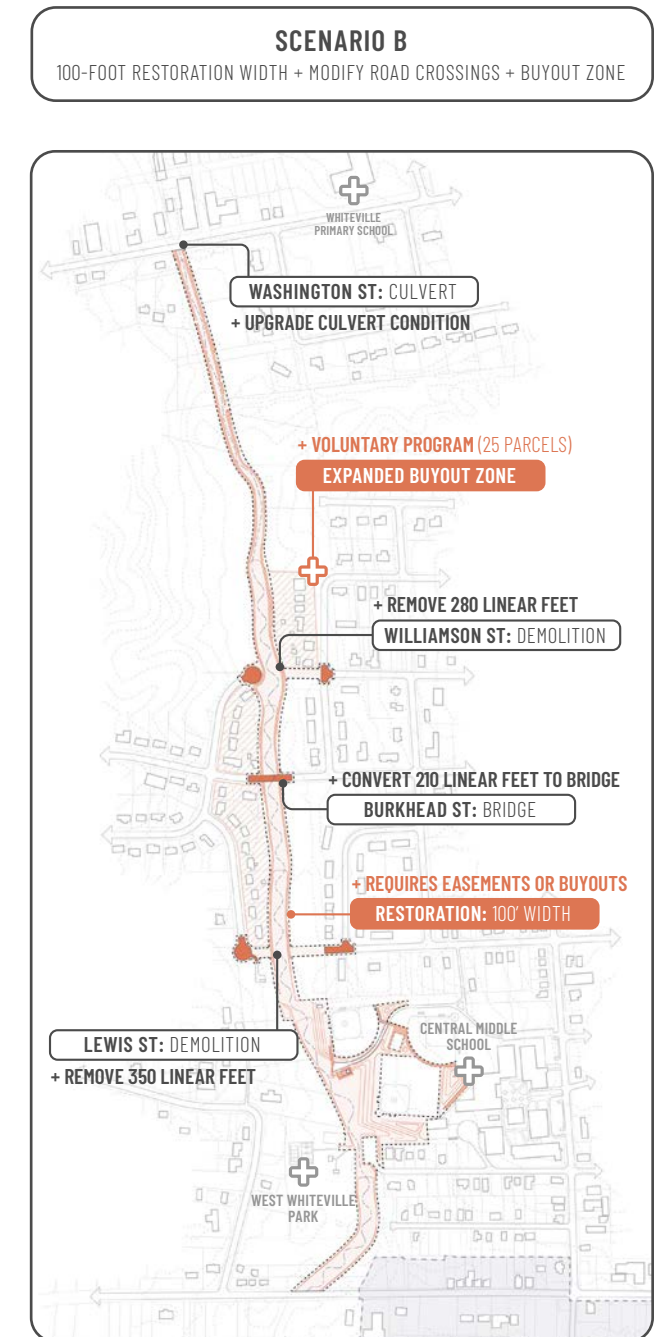 SCENARIO B
100-FOOT RESTORATION WIDTH + MODIFY ROAD CROSSINGS + BUYOUT ZONE
WHITEVILLE
PRIMARY SCHOOL
WASHINGTON ST: CULVERT
+ UPGRADE CULVERT CONDITION
+ VOLUNTARY PROGRAM (25 PARCELS)
EXPANDED BUYOUT ZONE
+ REMOVE 280 LINEAR FEET
WILLIAMSON ST: DEMOLITION
+ CONVERT 210 LINEAR FEET TO BRIDGE
BURKHEAD ST: BRIDGE
+ REQUIRES EASEMENTS OR BUYOUTS
RESTORATION: 100' WIDTH
CENTRAL MIDDLE
SCHOOL
LEWIS ST: DEMOLITION
+ REMOVE 350 LINEAR FEET
WEST WHITEVILLE
PARK